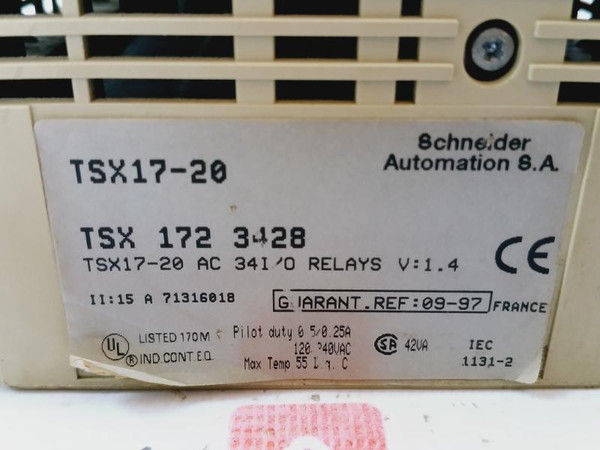 Schneider
Automation S.A.
TSX17-20
TSX 172 3428
TSX17-20 AC 34I/O RELAYS V:1.4
CE
II:15 A 71316018
GUARANT.REF:09-97 FRANCE
UL ® LISTED 170M
IND.CONT.EQ.
Pilot duty 0.5/0.25A
120/240VAC
Max Temp 55
C
SA 42VA
IEC
1131-2